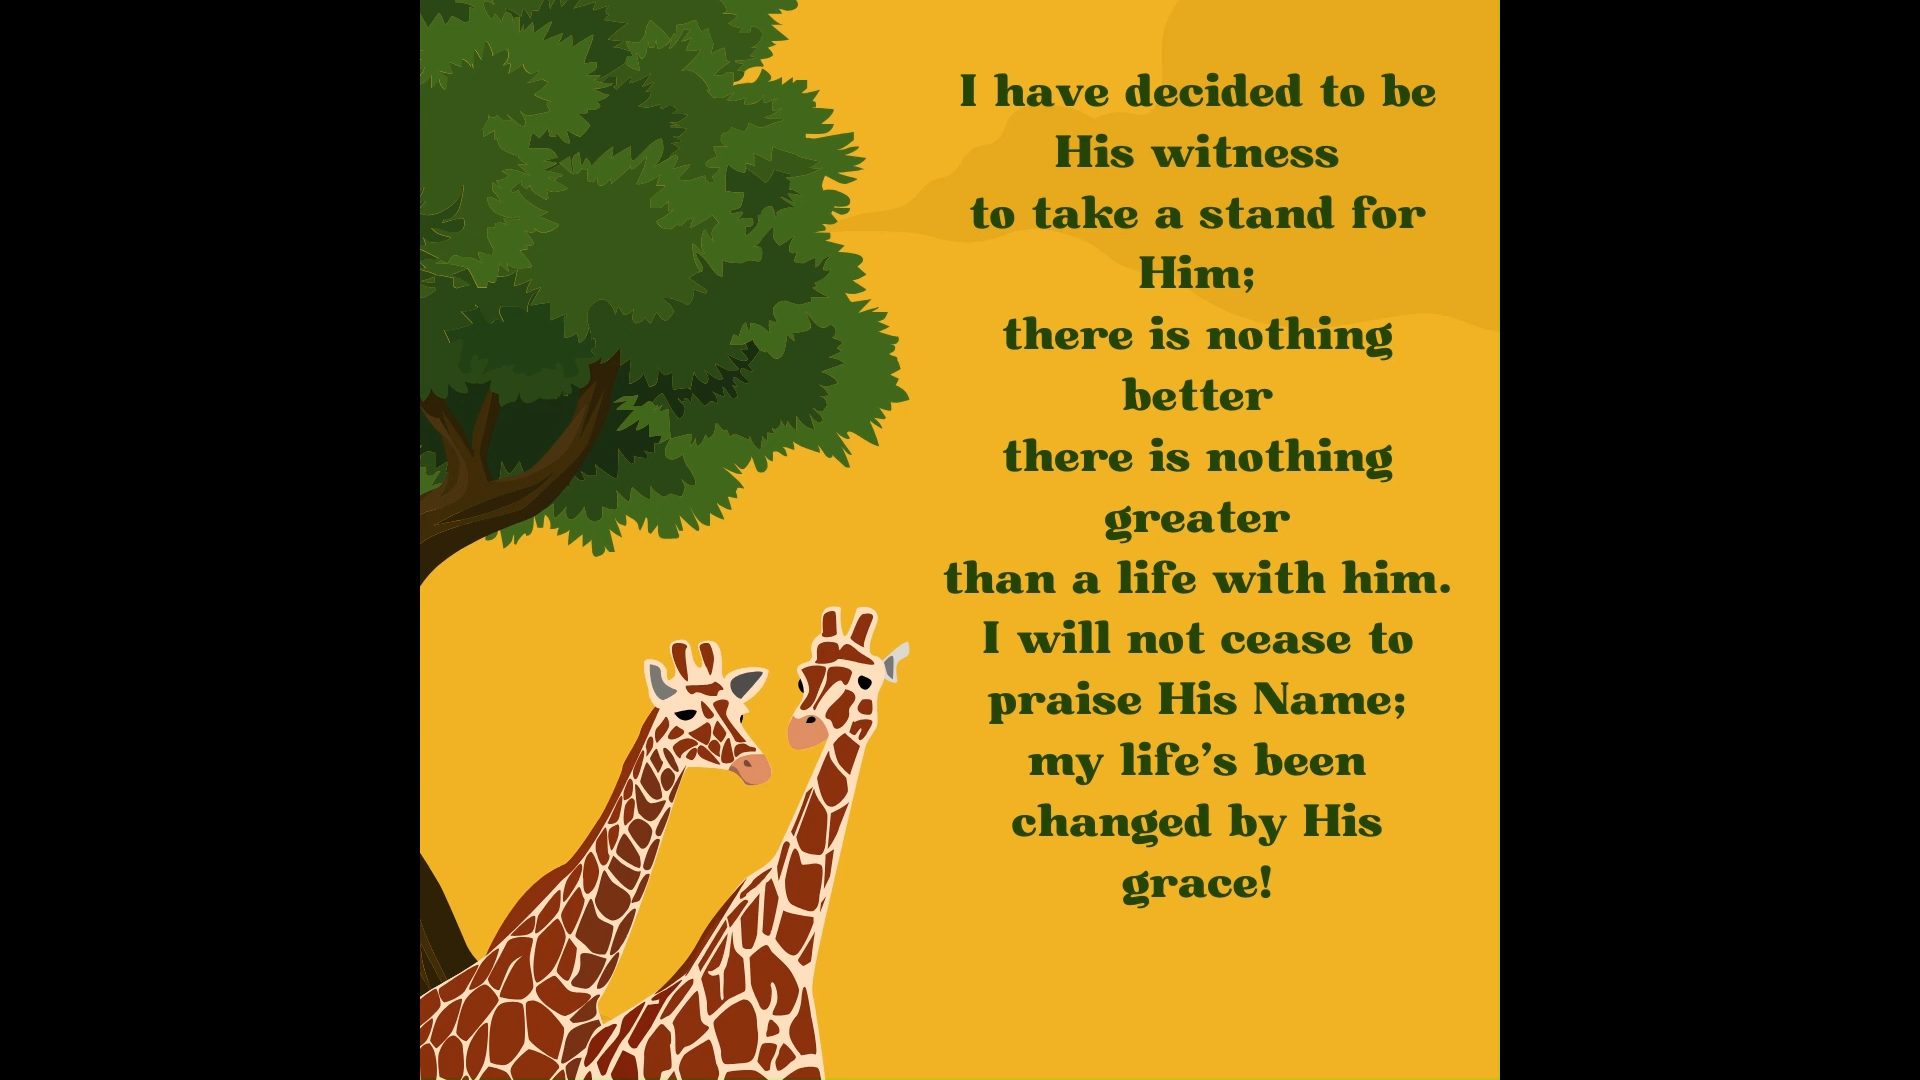 I have decided to be
His witness
to take a stand for
Him;
there is nothing
better
there is nothing
greater
than a life with him.
I will not cease to
praise His Name;
my life’s been
changed by His
grace!